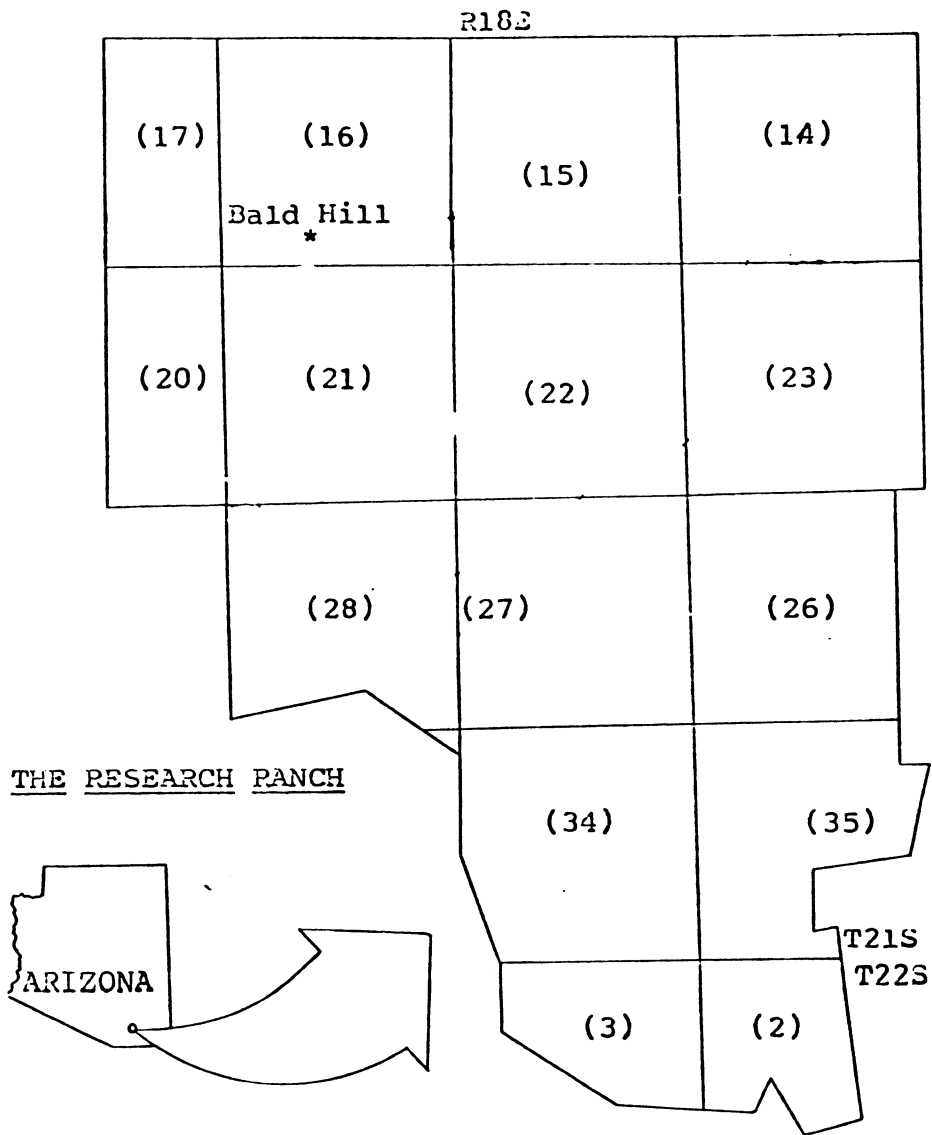 R18E
(17) (16) (15) (14)
Bald Hill
*
(20) (21) (22) (23)
(28) (27) (26)
THE RESEARCH RANCH
(34) (35)
T21S
ARIZONA
T22S
(3) (2)